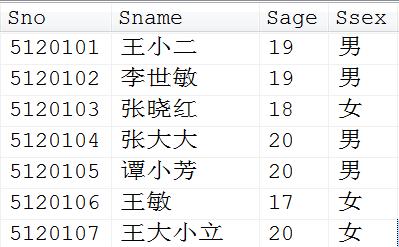 Sno Sname Sage Ssex
5120101 王小二 19 男
5120102 李世敏 19 男
5120103 张晓红 18 女
5120104 张大大 20 男
5120105 谭小芳 20 男
5120106 王敏 17 女
5120107 王大小立 20 女